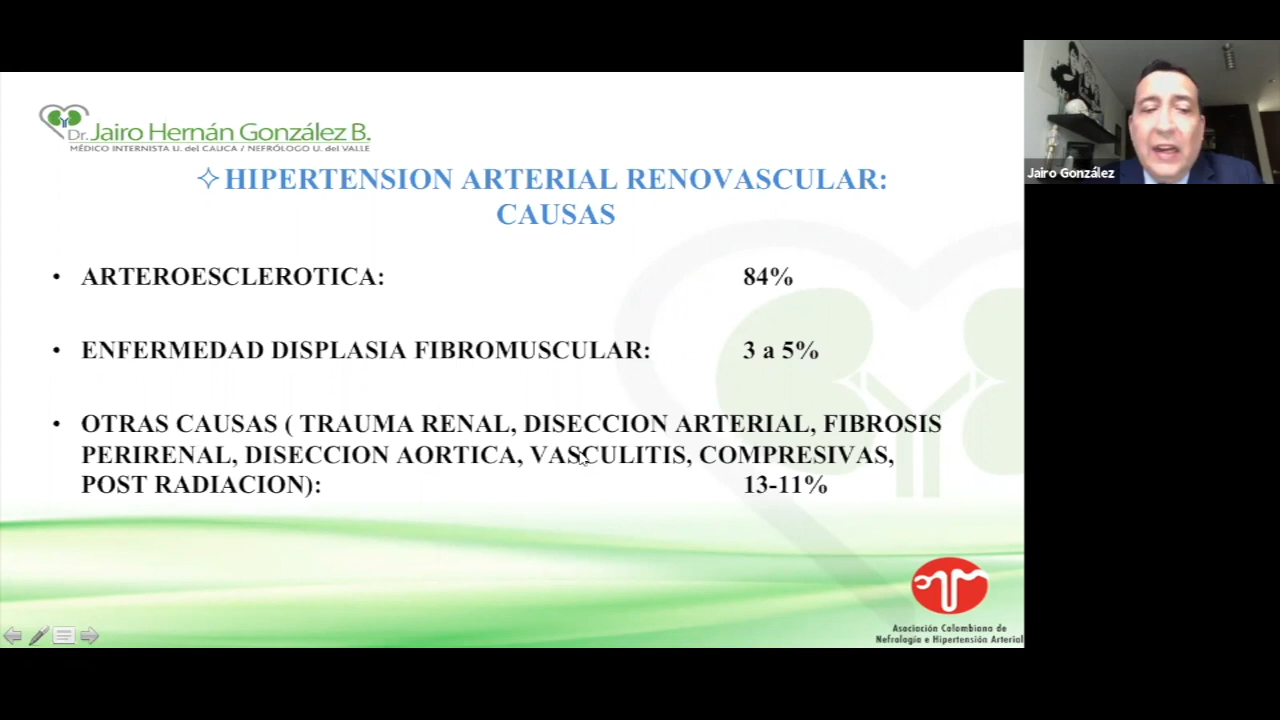 Dr. Jairo Hernán González B.
MÉDICO INTERNISTA U. del CAUCA / NEFRÓLOGO U. del VALLE
HIPERTENSION ARTERIAL RENOVASCULAR:
CAUSAS
• ARTEROESCLEROTICA: 84%
• ENFERMEDAD DISPLASIA FIBROMUSCULAR: 3 a 5%
• OTRAS CAUSAS ( TRAUMA RENAL, DISECCION ARTERIAL, FIBROSIS
PERIRENAL, DISECCION AORTICA, VASCULITIS, COMPRESIVAS,
POST RADIACION): 13-11%
Asociación Colombiana de
Nefrología e Hipertensión Arterial
Jairo González